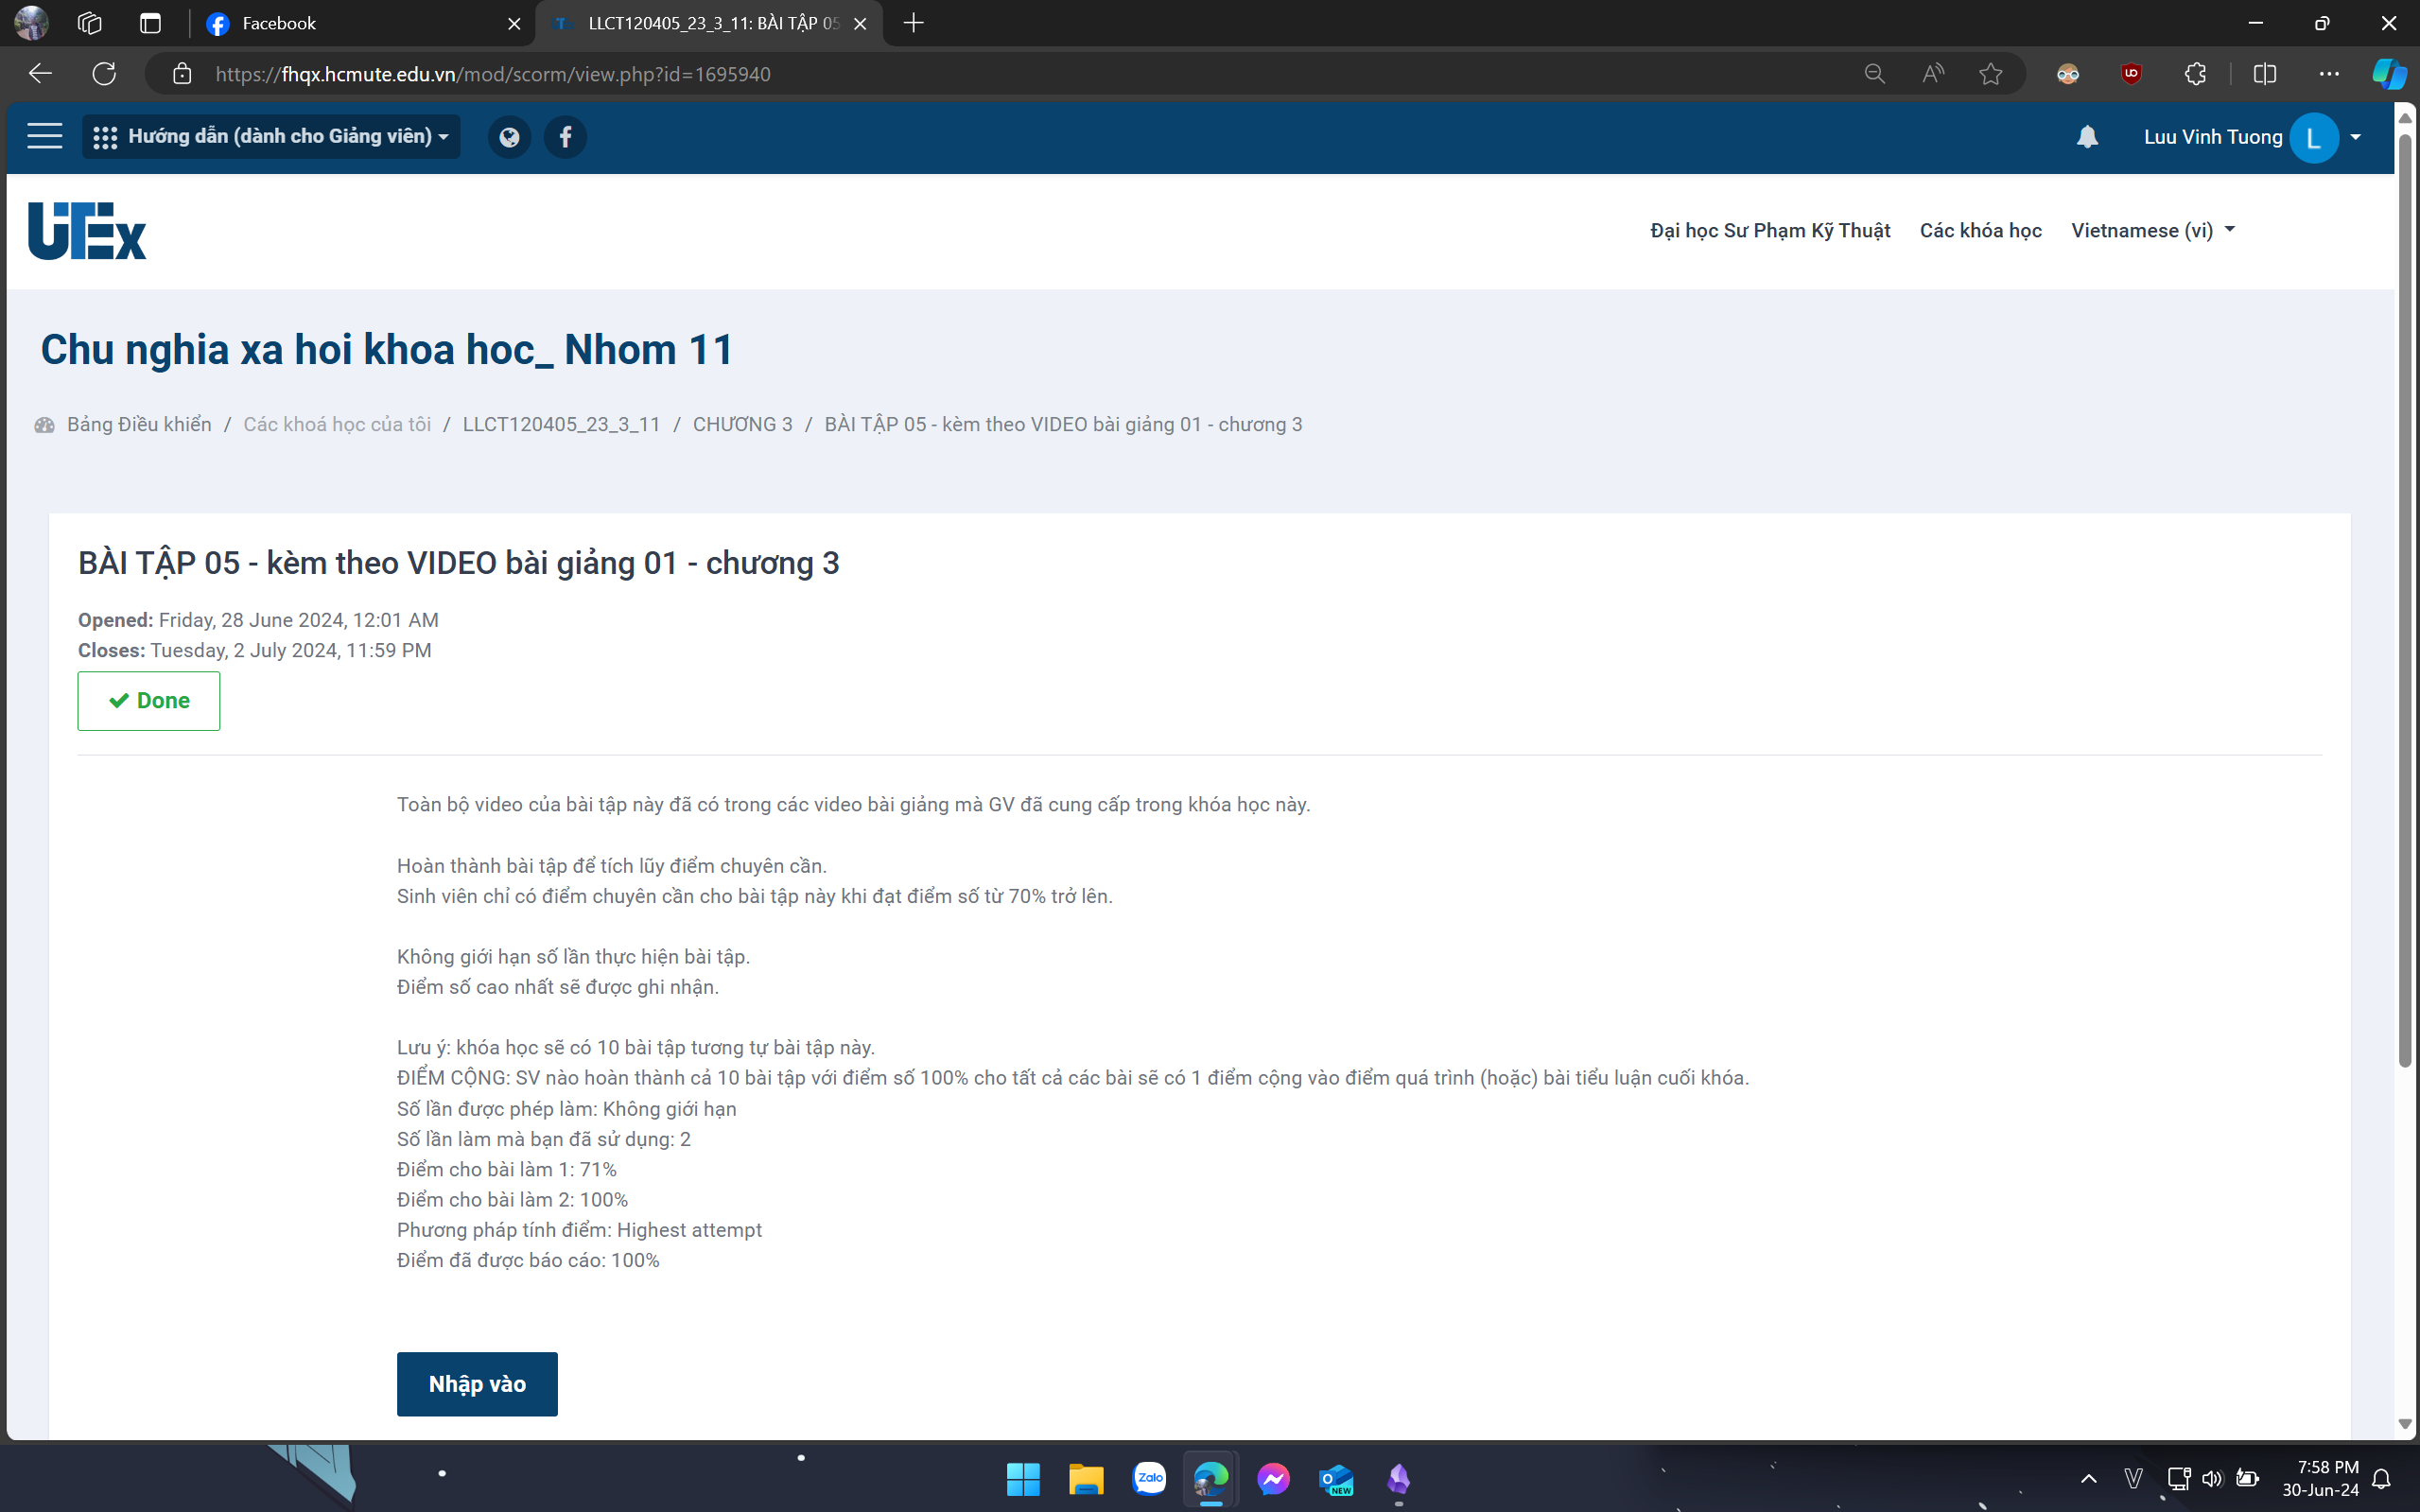 Facebook
LLCT120405_23_3_11: BÀI TẬP 05
https://fhqx.hcmute.edu.vn/mod/scorm/view.php?id=1695940
Hướng dẫn (dành cho Giảng viên)
Luu Vinh Tuong
L
UTEx
Đại học Sư Phạm Kỹ Thuật
Các khóa học
Vietnamese (vi)
Chu nghia xa hoi khoa hoc_ Nhom 11
Bảng Điều khiển / Các khoá học của tôi / LLCT120405_23_3_11 / CHƯƠNG 3 / BÀI TẬP 05 - kèm theo VIDEO bài giảng 01 - chương 3
BÀI TẬP 05 - kèm theo VIDEO bài giảng 01 - chương 3
Opened: Friday, 28 June 2024, 12:01 AM
Closes: Tuesday, 2 July 2024, 11:59 PM
Done
Toàn bộ video của bài tập này đã có trong các video bài giảng mà GV đã cung cấp trong khóa học này.
Hoàn thành bài tập để tích lũy điểm chuyên cần.
Sinh viên chỉ có điểm chuyên cần cho bài tập này khi đạt điểm số từ 70% trở lên.
Không giới hạn số lần thực hiện bài tập.
Điểm số cao nhất sẽ được ghi nhận.
Lưu ý: khóa học sẽ có 10 bài tập tương tự bài tập này.
ĐIỂM CỘNG: SV nào hoàn thành cả 10 bài tập với điểm số 100% cho tất cả các bài sẽ có 1 điểm cộng vào điểm quá trình (hoặc) bài tiểu luận cuối khóa.
Số lần được phép làm: Không giới hạn
Số lần làm mà bạn đã sử dụng: 2
Điểm cho bài làm 1: 71%
Điểm cho bài làm 2: 100%
Phương pháp tính điểm: Highest attempt
Điểm đã được báo cáo: 100%
Nhập vào
Zalo
NEW
7:58 PM
30-Jun-24